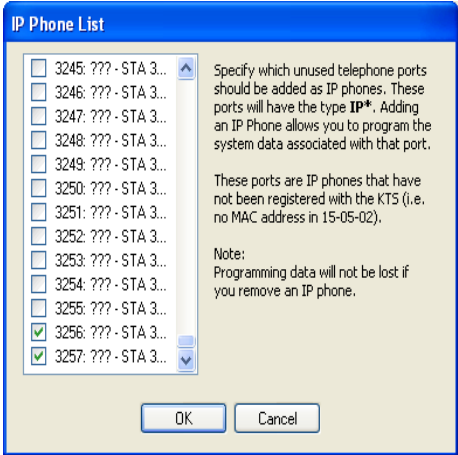 IP Phone List
3245: ??? - STA 3...
3246: ??? - STA 3...
3247: ??? - STA 3...
3248: ??? - STA 3...
3249: ??? - STA 3...
3250: ??? - STA 3...
3251: ??? - STA 3...
3252: ??? - STA 3...
3253: ??? - STA 3...
3254: ??? - STA 3...
3255: ??? - STA 3...
3256: ??? - STA 3...
3257: ??? - STA 3...
Specify which unused telephone ports
should be added as IP phones. These
ports will have the type IP*. Adding
an IP Phone allows you to program the
system data associated with that port.
These ports are IP phones that have
not been registered with the KTS (i.e.
no MAC address in 15-05-02).
Note:
Programming data will not be lost if
you remove an IP phone.
OK
Cancel